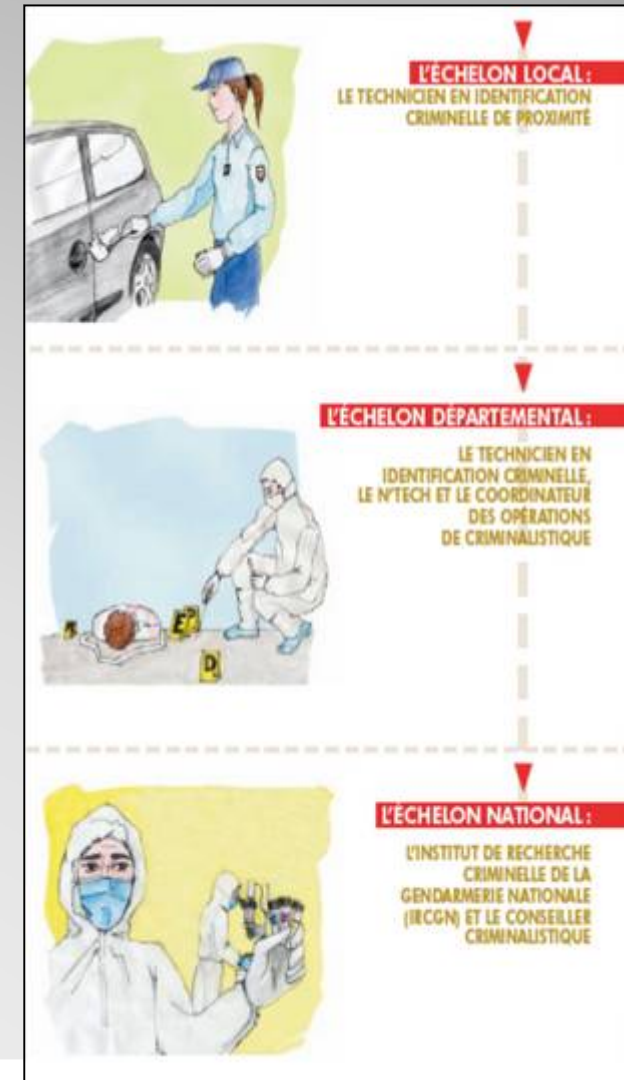 L'ÉCHELON LOCAL :
LE TECHNICIEN EN IDENTIFICATION
CRIMINELLE DE PROXIMITÉ
L'ÉCHELON DÉPARTEMENTAL :
LE TECHNICIEN EN
IDENTIFICATION CRIMINELLE,
LE N'TECH ET LE COORDINATEUR
DES OPÉRATIONS
DE CRIMINALISTIQUE
E
D
L'ÉCHELON NATIONAL :
L'INSTITUT DE RECHERCHE
CRIMINELLE DE LA
GENDARMERIE NATIONALE
(IRCGN) ET LE CONSEILLER
CRIMINALISTIQUE